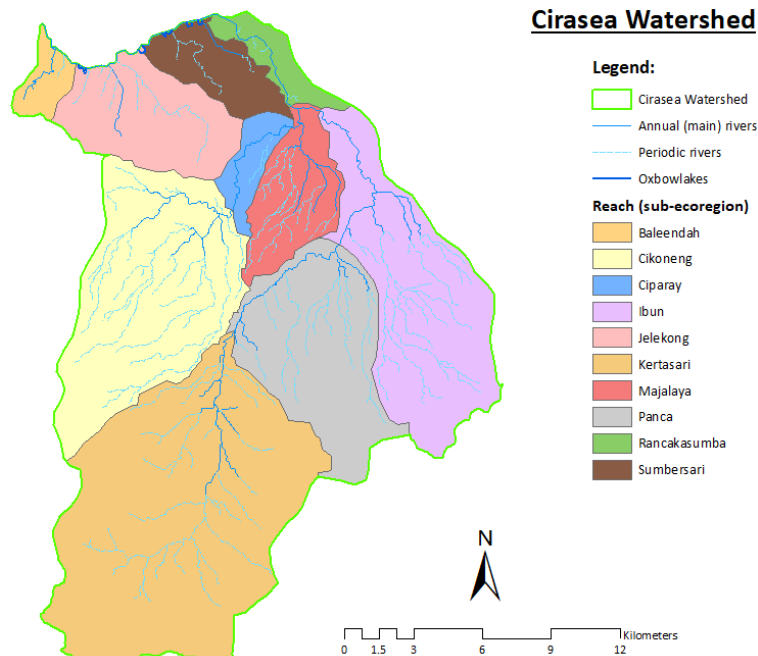 Cirasea Watershed
Legend:
Cirasea Watershed
Annual (main) rivers
Periodic rivers
Oxbowlakes
Reach (sub-ecoregion)
Baleendah
Cikoneng
Ciparay
Ibun
Jelekong
Kertasari
Majalaya
Panca
Rancakasumba
Sumbersari
N
Kilometers
0 1.5 3 6 9 12